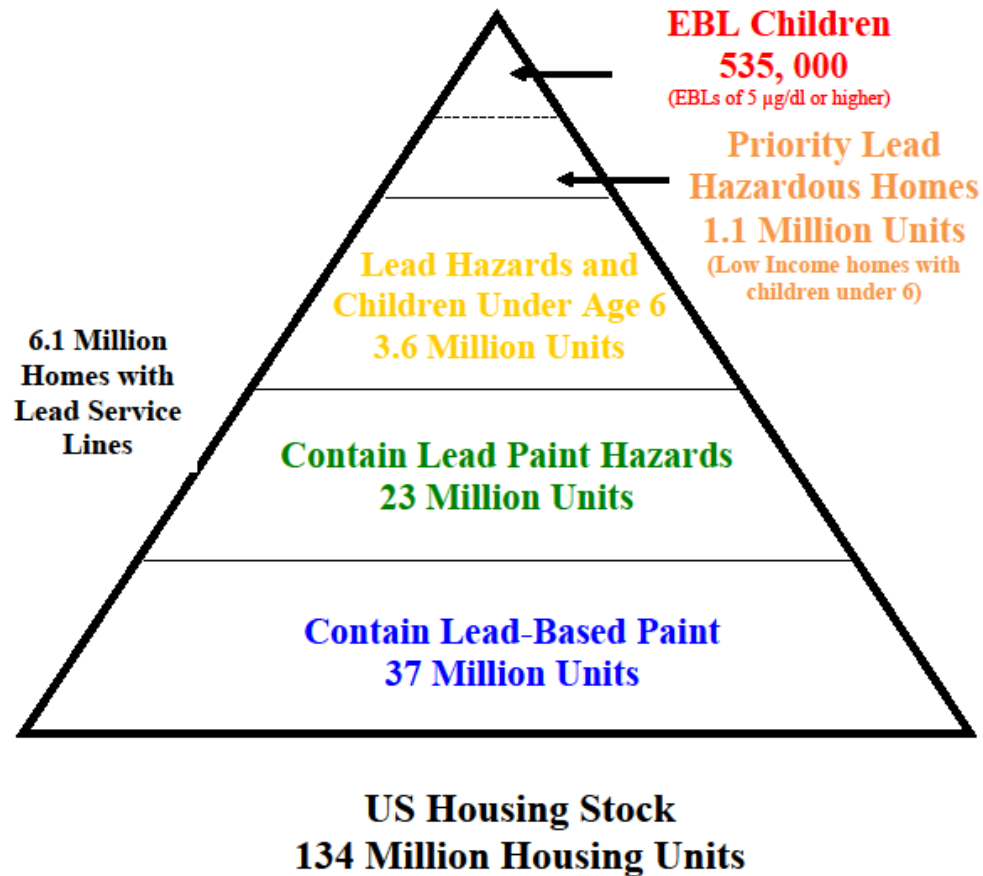 EBL Children
535, 000
(EBLs of 5 µg/dl or higher)
Priority Lead
Hazardous Homes
1.1 Million Units
(Low Income homes with
children under 6)
Lead Hazards and
Children Under Age 6
3.6 Million Units
6.1 Million
Homes with
Lead Service
Lines
Contain Lead Paint Hazards
23 Million Units
Contain Lead-Based Paint
37 Million Units
US Housing Stock
134 Million Housing Units